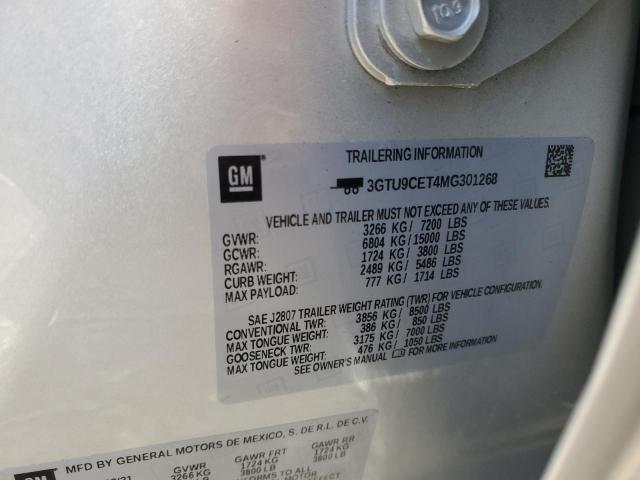 10.9
GM
TRAILERING INFORMATION
3GTU9CET4MG301268
VEHICLE AND TRAILER MUST NOT EXCEED ANY OF THESE VALUES.
GVWR: 3266 KG/ 7200 LBS
GCWR: 6804 KG/15000 LBS
RGAWR: 1724 KG/ 3800 LBS
CURB WEIGHT: 2489 KG/ 5486 LBS
MAX PAYLOAD: 777 KG/ 1714 LBS
SAE J2807 TRAILER WEIGHT RATING (TWR) FOR VEHICLE CONFIGURATION.
CONVENTIONAL TWR: 3856 KG/ 8500 LBS
MAX TONGUE WEIGHT: 386 KG/ 850 LBS
GOOSENECK TWR: 3175 KG/ 7000 LBS
MAX TONGUE WEIGHT: 476 KG/ 1050 LBS
SEE OWNER'S MANUAL FOR MORE INFORMATION
MFD BY GENERAL MOTORS DE MEXICO, S. DE R.L. DE C.V.
GVWR GAWR FRT GAWR RR
3266KG 1724 KG 1724 KG
3800LB 3800 LB